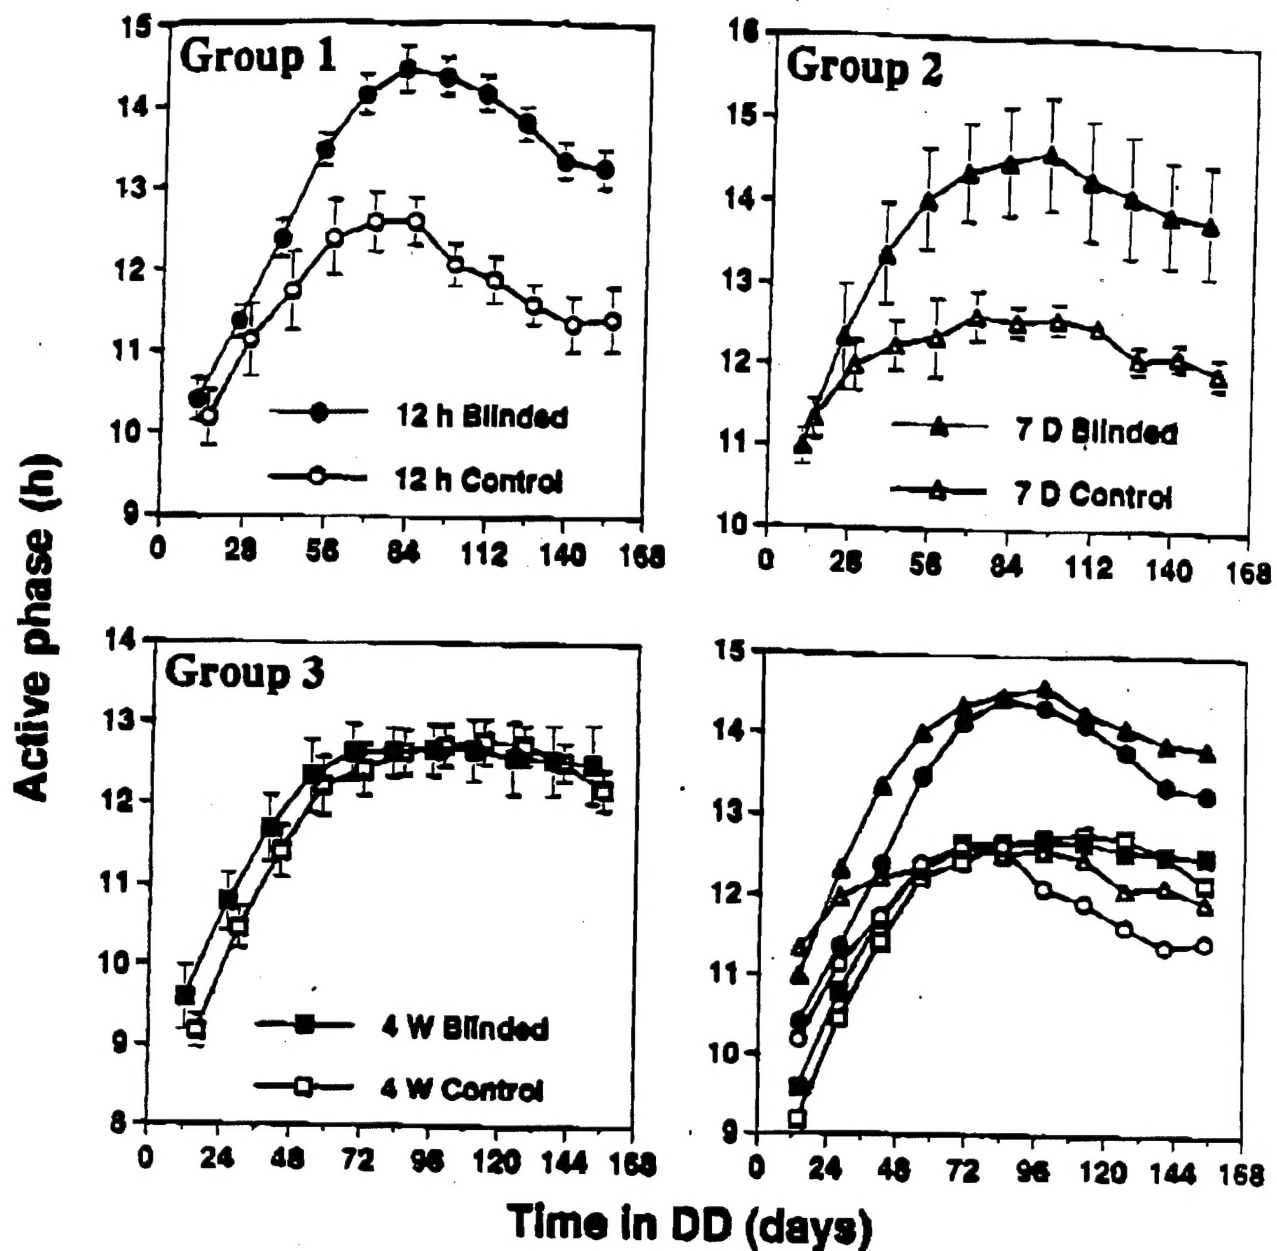 Active phase (h)
Group 1
15
14
13
12
11
10
9
12 h Blinded
12 h Control
0 28 56 84 112 140 168
Group 2
16
15
14
13
12
11
10
7 D Blinded
7 D Control
0 28 56 84 112 140 168
Group 3
14
13
12
11
10
9
8
4 W Blinded
4 W Control
0 24 48 72 96 120 144 168
15
14
13
12
11
10
9
0 24 48 72 96 120 144 168
Time in DD (days)